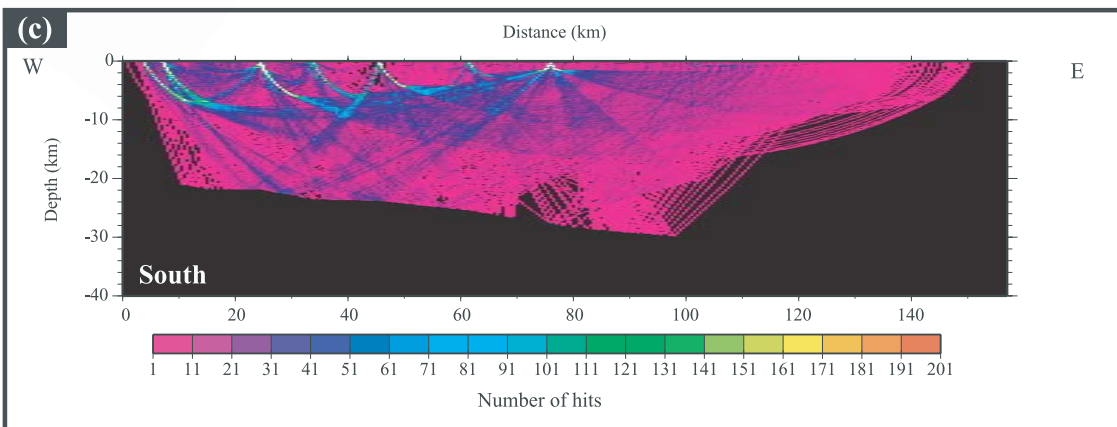 (c)
Distance (km)
W
E
0
-10
-20
-30
-40
Depth (km)
South
0 20 40 60 80 100 120 140
1 11 21 31 41 51 61 71 81 91 101 111 121 131 141 151 161 171 181 191 201
Number of hits